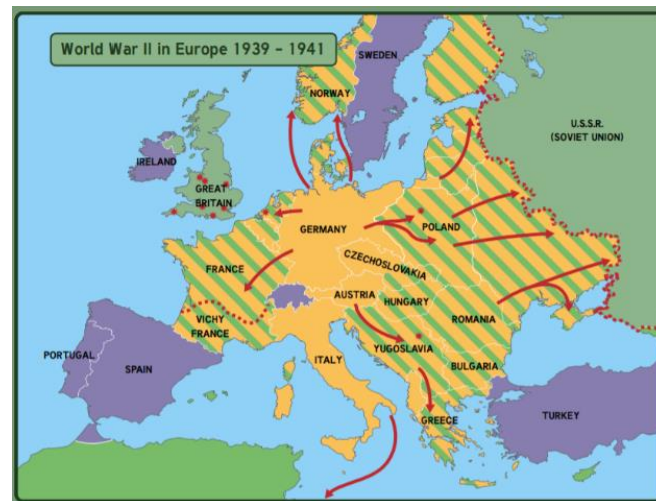 World War II in Europe 1939 – 1941
SWEDEN
NORWAY
U.S.S.R.
(SOVIET UNION)
IRELAND
GREAT
BRITAIN
GERMANY
POLAND
CZECHOSLOVAKIA
FRANCE
AUSTRIA
HUNGARY
VICHY
FRANCE
ROMANIA
YUGOSLAVIA
ITALY
PORTUGAL
SPAIN
BULGARIA
GREECE
TURKEY